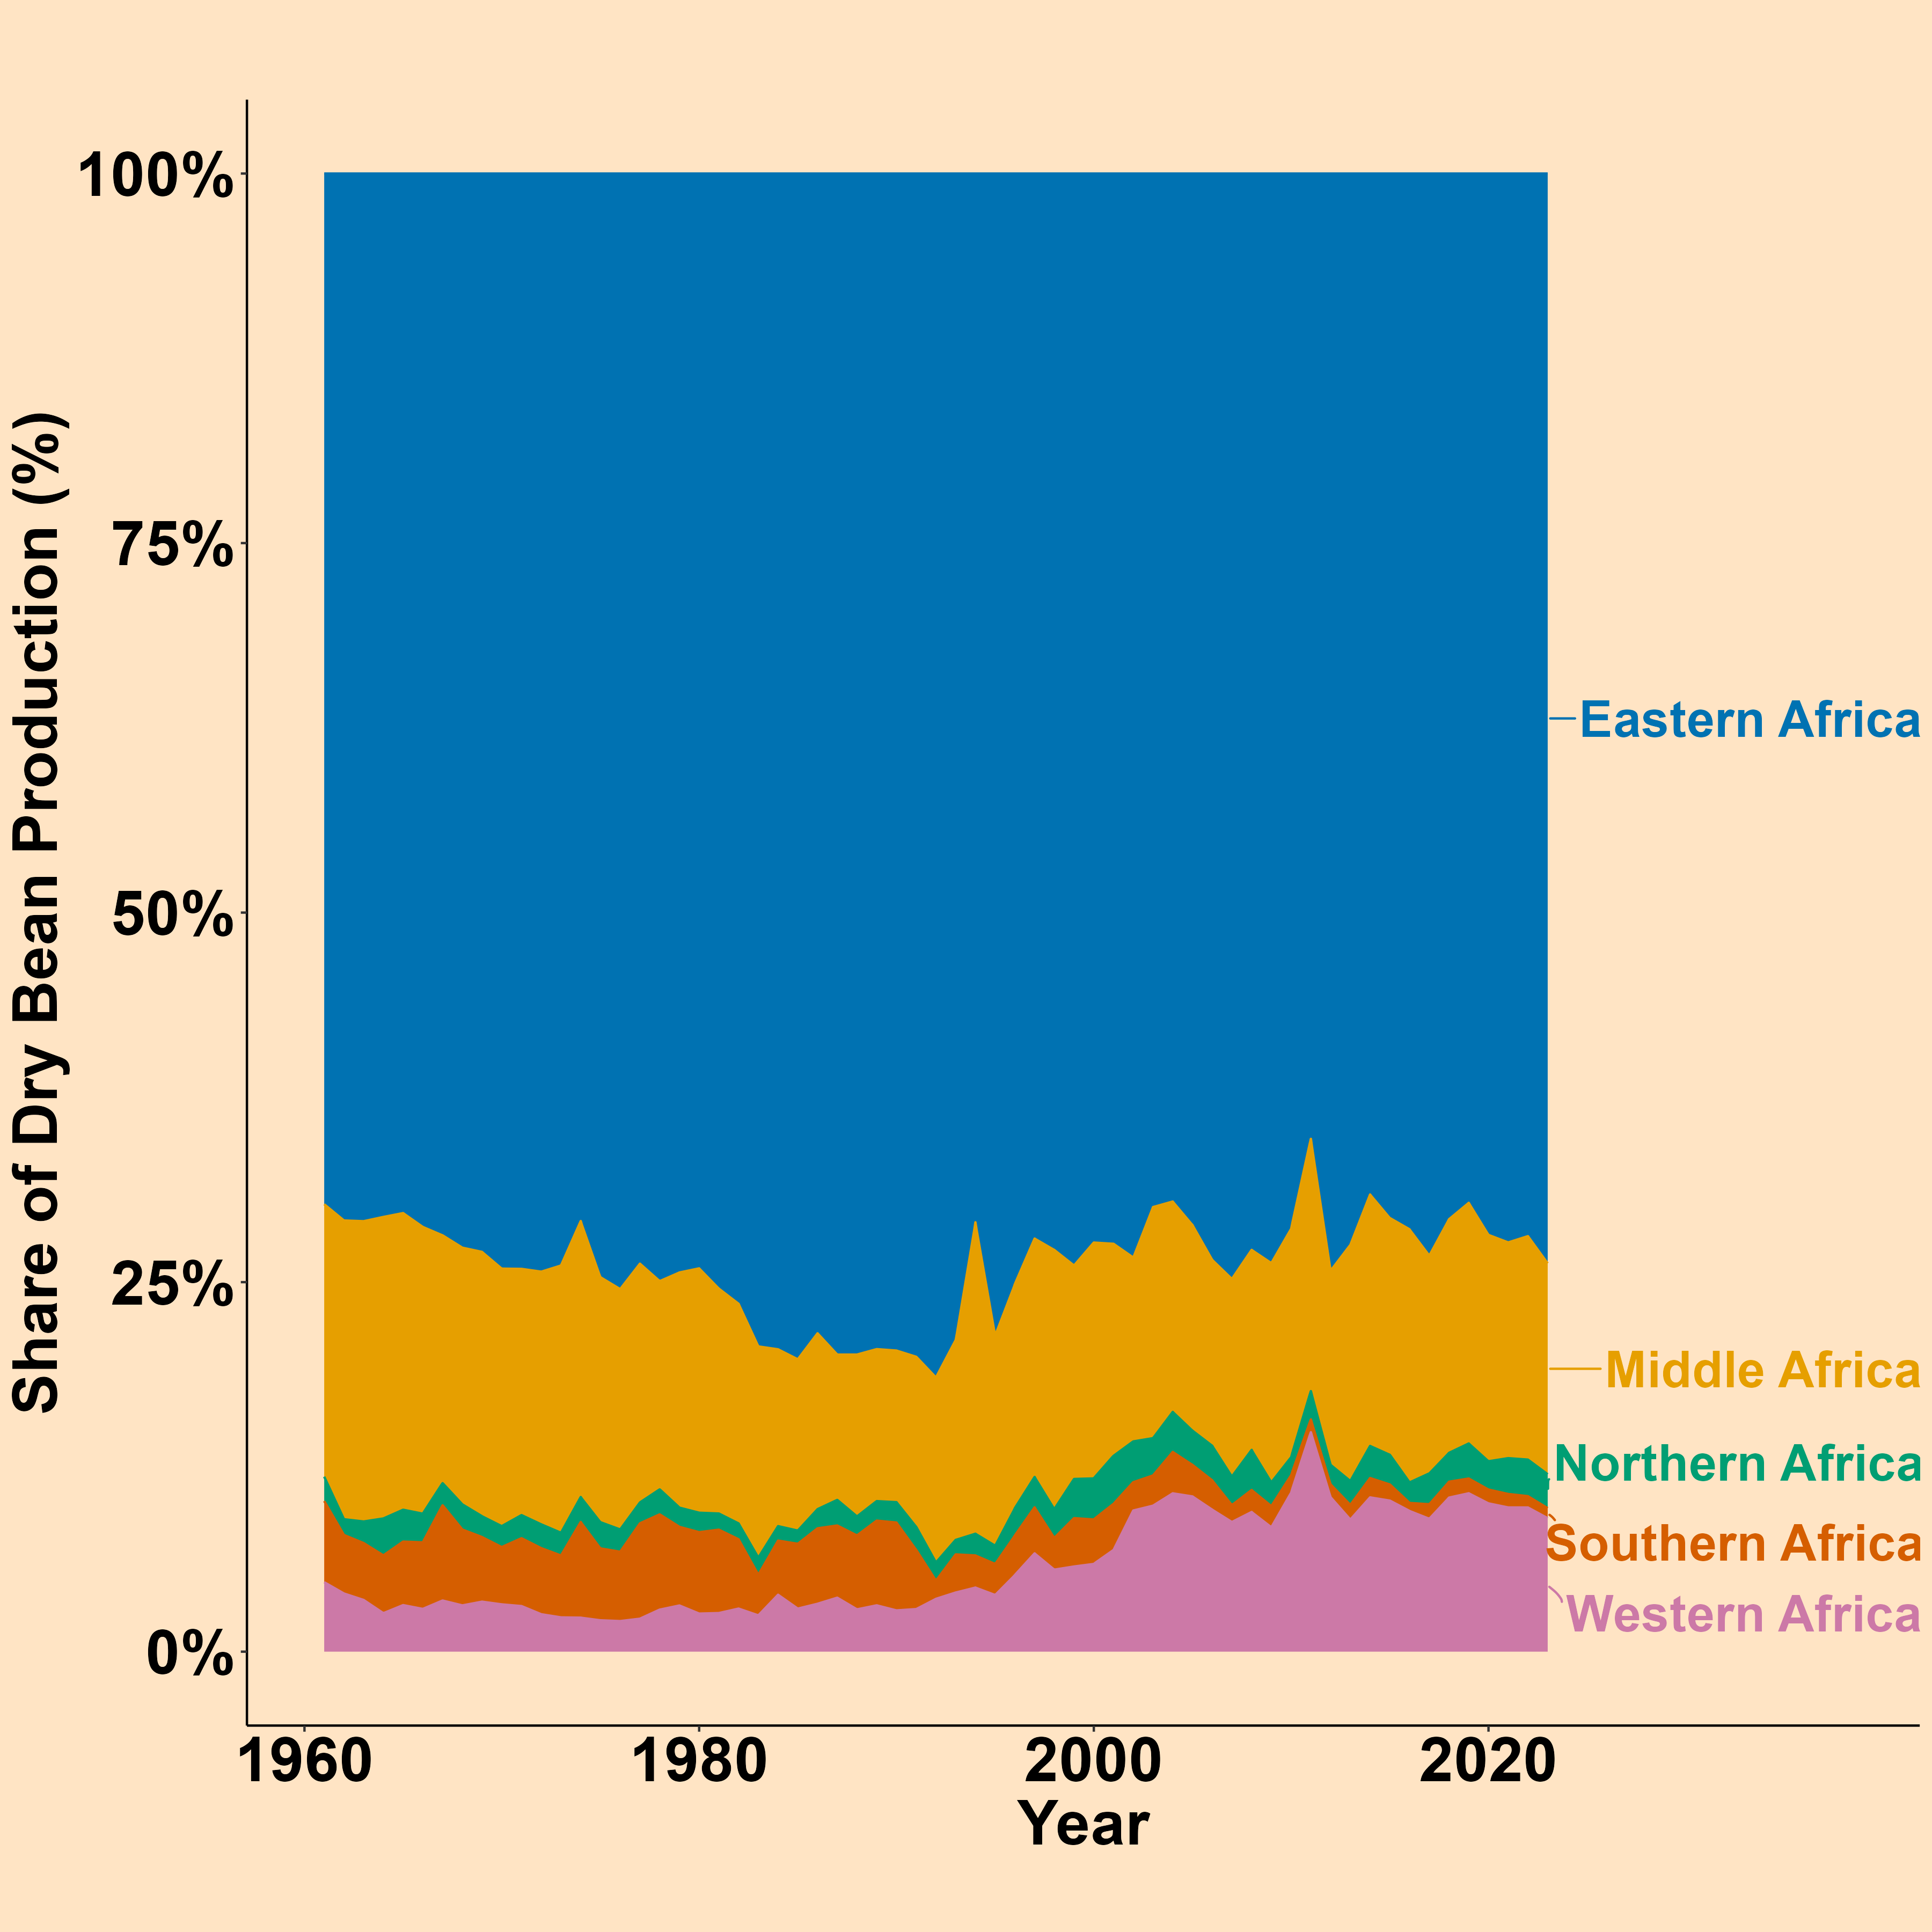 Share of Dry Bean Production (%)
100%
75%
50%
25%
0%
1960
1980
2000
2020
Year
Eastern Africa
Middle Africa
Northern Africa
Southern Africa
Western Africa